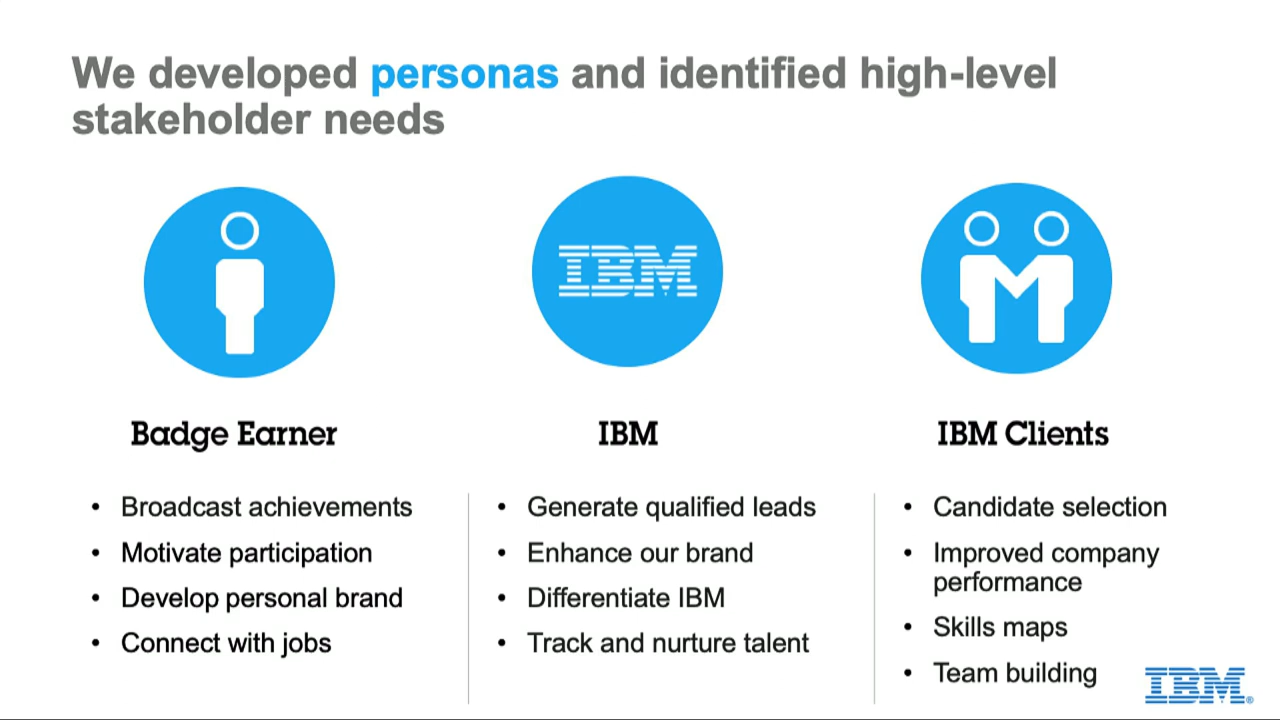 We developed personas and identified high-level
stakeholder needs
IBM
Badge Earner
• Broadcast achievements
• Motivate participation
• Develop personal brand
• Connect with jobs
IBM
• Generate qualified leads
• Enhance our brand
• Differentiate IBM
• Track and nurture talent
IBM Clients
• Candidate selection
• Improved company
performance
• Skills maps
• Team building
IBM®